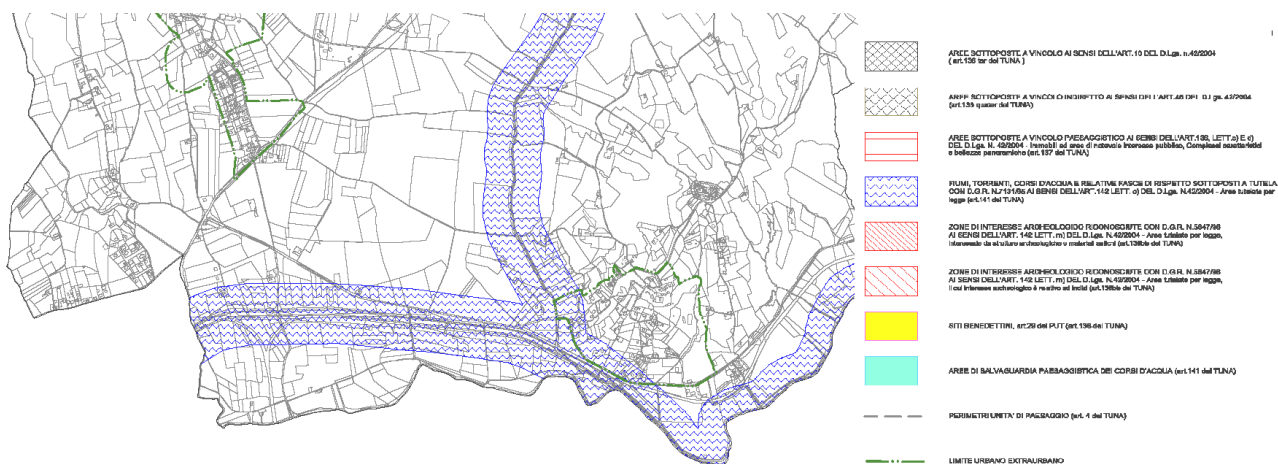 AREE SOTTOPOSTE A VINCOLO AI SENSI DELL'ART.10 DEL D.Lgs. n.42/2004
( art.136 ter del TUNA )
AREE SOTTOPOSTE A VINCOLO INDIRETTO AI SENSI DELL'ART.45 DEL D.Lgs. 42/2004
(art.136 quater del TUNA)
AREE SOTTOPOSTE A VINCOLO PAESAGGISTICO AI SENSI DELL'ART.136, LETT.c) E d)
DEL D.Lgs. N. 42/2004 - Immobili ed aree di notevole interesse pubblico, Complessi caratteristici
e bellezze panoramiche (art.137 del TUNA)
FIUMI, TORRENTI, CORSI D'ACQUA E RELATIVE FASCE DI RISPETTO SOTTOPOSTI A TUTELA
CON D.G.R. N.7131/95 AI SENSI DELL'ART.142 LETT. c) DEL D.Lgs. N.42/2004 - Aree tutelate per
legge (art.141 del TUNA)
ZONE DI INTERESSE ARCHEOLOGICO RICONOSCIUTE CON D.G.R. N.5847/96
AI SENSI DELL'ART. 142 LETT. m) DEL D.Lgs. N.42/2004 - Aree tutelate per legge,
interessate da strutture archeologiche o materiali antichi (art.136bis del TUNA)
ZONE DI INTERESSE ARCHEOLOGICO RICONOSCIUTE CON D.G.R. N.5847/96
AI SENSI DELL'ART. 142 LETT. m) DEL D.Lgs. N.42/2004 - Aree tutelate per legge,
il cui interesse archeologico è relativo ad indizi (art.136bis del TUNA)
SITI BENEDETTINI, art.29 del PUT (art.136 del TUNA)
AREE DI SALVAGUARDIA PAESAGGISTICA DEI CORSI D'ACQUA (art.141 del TUNA)
PERIMETRI UNITA' DI PAESAGGIO (art. 4 del TUNA)
LIMITE URBANO EXTRAURBANO